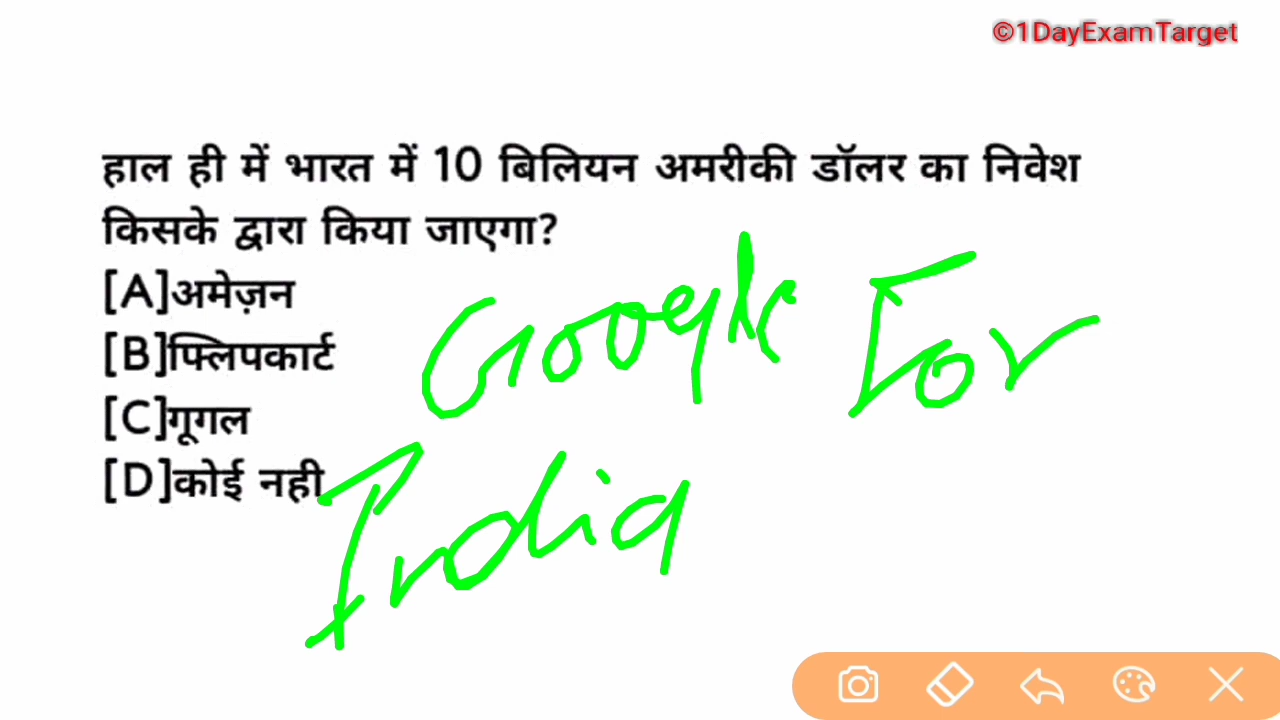 ©1DayExamTarget
हाल ही में भारत में 10 बिलियन अमरीकी डॉलर का निवेश
किसके द्वारा किया जाएगा?
[A]अमेज़न
[B]फ्लिपकार्ट
[C]गूगल
[D]कोई नही
Google For
India